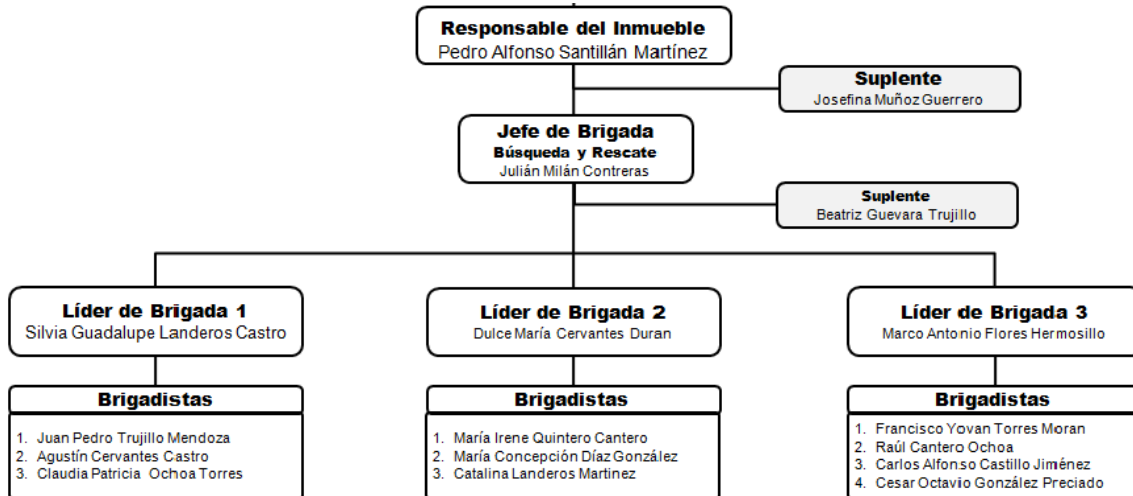 Responsable del Inmueble
Pedro Alfonso Santillán Martínez
Suplente
Josefina Muñoz Guerrero
Jefe de Brigada
Búsqueda y Rescate
Julián Milán Contreras
Suplente
Beatriz Guevara Trujillo
Líder de Brigada 1
Silvia Guadalupe Landeros Castro
Brigadistas
1. Juan Pedro Trujillo Mendoza
2. Agustín Cervantes Castro
3. Claudia Patricia Ochoa Torres
Líder de Brigada 2
Dulce María Cervantes Duran
Brigadistas
1. María Irene Quintero Cantero
2. María Concepción Díaz González
3. Catalina Landeros Martinez
Líder de Brigada 3
Marco Antonio Flores Hermosillo
Brigadistas
1. Francisco Yovan Torres Moran
2. Raúl Cantero Ochoa
3. Carlos Alfonso Castillo Jiménez
4. Cesar Octavio González Preciado